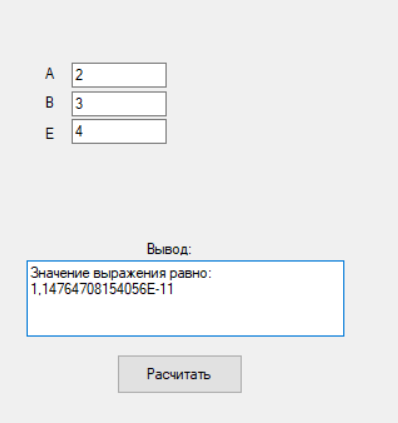 A 2
B 3
E 4
Вывод:
Значение выражения равно:
1,14764708154056E-11
Расчитать